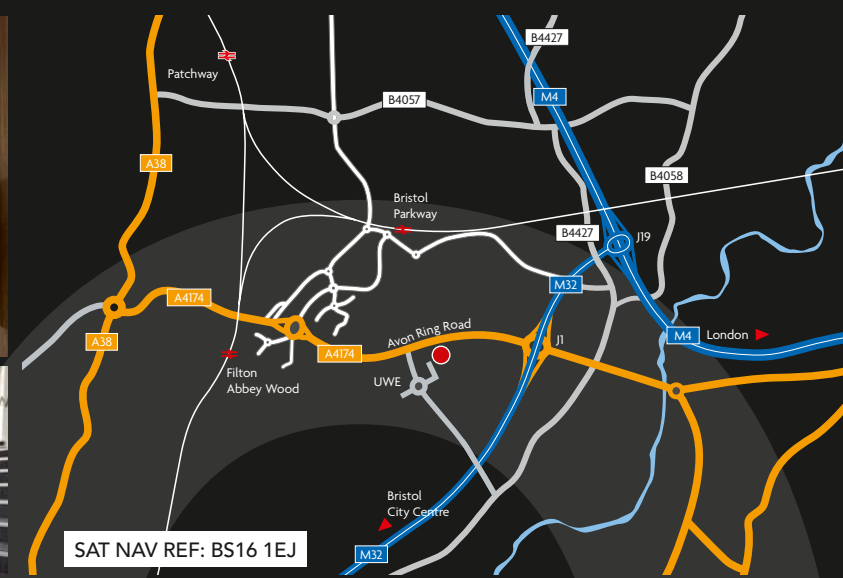 B4427
Patchway
M4
B4057
A38
B4058
Bristol
Parkway
B4427
J19
M32
A4174
M4
London
A38
Avon Ring Road
J1
A4174
Filton
Abbey Wood
UWE
Bristol
City Centre
SAT NAV REF: BS16 1EJ
M32